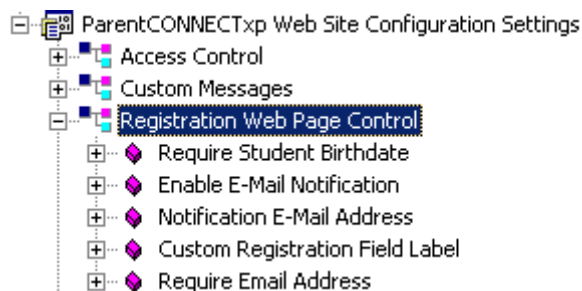 ParentCONNECTxp Web Site Configuration Settings
Access Control
Custom Messages
Registration Web Page Control
Require Student Birthdate
Enable E-Mail Notification
Notification E-Mail Address
Custom Registration Field Label
Require Email Address